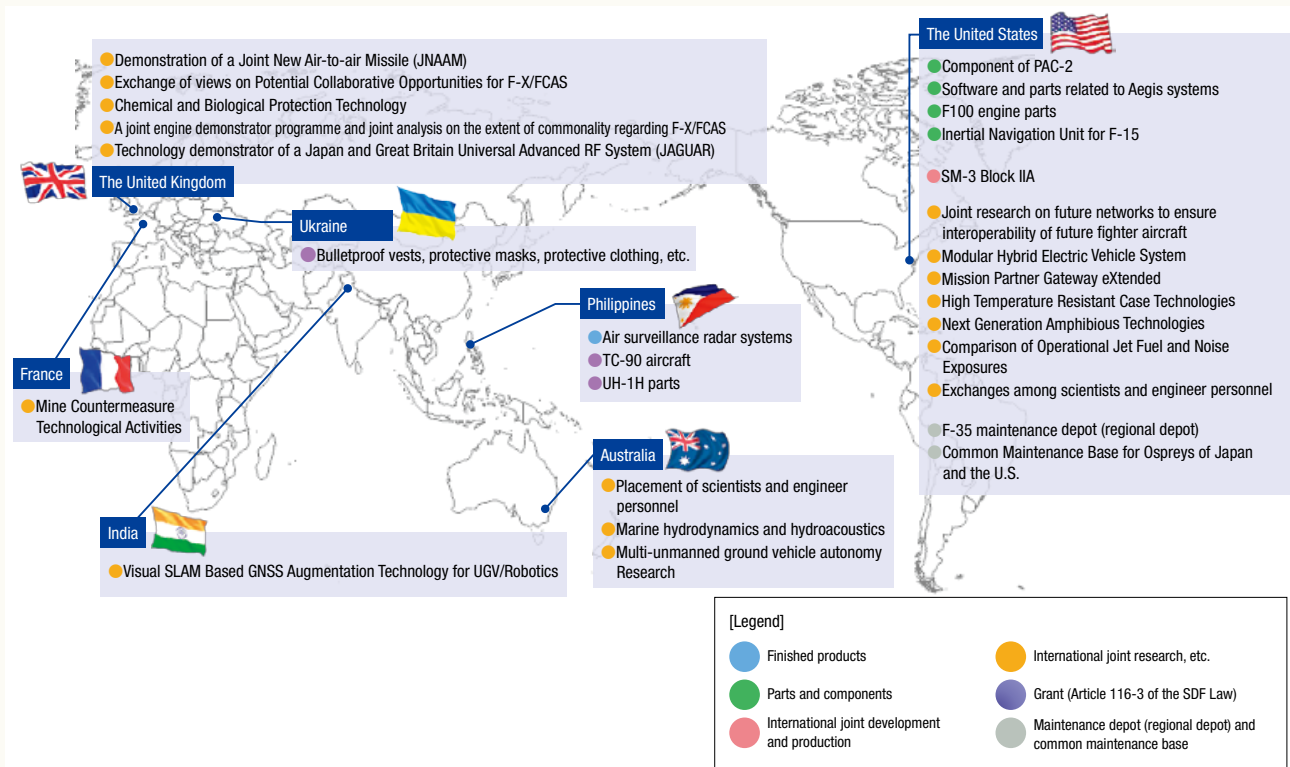 Demonstration of a Joint New Air-to-air Missile (JNAAM)
Exchange of views on Potential Collaborative Opportunities for F-X/FCAS
Chemical and Biological Protection Technology
A joint engine demonstrator programme and joint analysis on the extent of commonality regarding F-X/FCAS
Technology demonstrator of a Japan and Great Britain Universal Advanced RF System (JAGUAR)
The United Kingdom
Ukraine
Bulletproof vests, protective masks, protective clothing, etc.
Philippines
Air surveillance radar systems
TC-90 aircraft
UH-1H parts
France
Mine Countermeasure
Technological Activities
India
Visual SLAM Based GNSS Augmentation Technology for UGV/Robotics
Australia
Placement of scientists and engineer
personnel
Marine hydrodynamics and hydroacoustics
Multi-unmanned ground vehicle autonomy
Research
The United States
Component of PAC-2
Software and parts related to Aegis systems
F100 engine parts
Inertial Navigation Unit for F-15
SM-3 Block IIA
Joint research on future networks to ensure
interoperability of future fighter aircraft
Modular Hybrid Electric Vehicle System
Mission Partner Gateway eXtended
High Temperature Resistant Case Technologies
Next Generation Amphibious Technologies
Comparison of Operational Jet Fuel and Noise
Exposures
Exchanges among scientists and engineer personnel
F-35 maintenance depot (regional depot)
Common Maintenance Base for Ospreys of Japan
and the U.S.
[Legend]
Finished products
Parts and components
International joint development
and production
International joint research, etc.
Grant (Article 116-3 of the SDF Law)
Maintenance depot (regional depot) and
common maintenance base